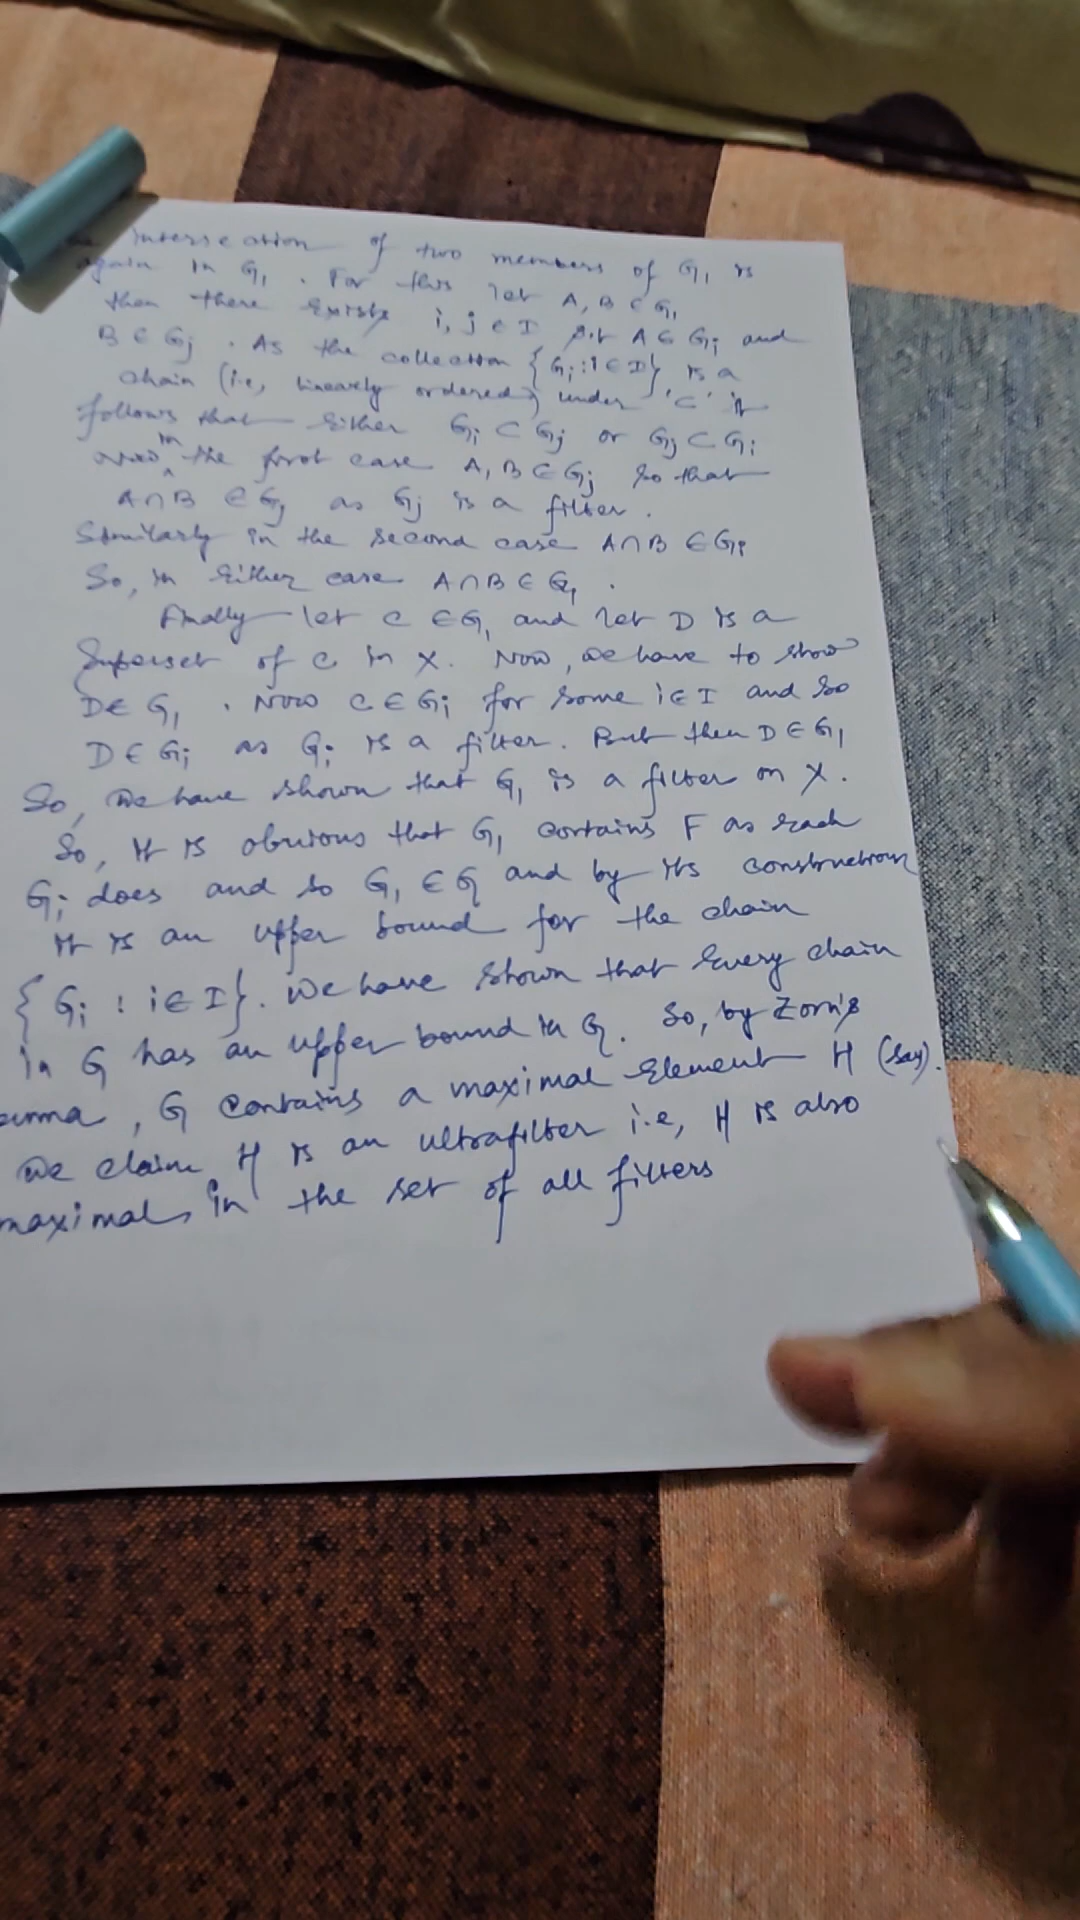 intersection of two members of G₁ is
again in G₁. For this let A, B ∈ G₁
then there exists i, j ∈ I s.t A ∈ Gi and
B ∈ Gj. As the collection {Gi : i ∈ I} is a
chain (i.e, linearly ordered) under '⊂' it
follows that either Gi ⊂ Gj or Gj ⊂ Gi
Now in the first case A, B ∈ Gj so that
A∩B ∈ Gj as Gj is a filter.
Similarly in the second case A∩B ∈ Gi
So, in either case A∩B ∈ G₁.
Finally let C ∈ G₁ and let D is a
Superset of C in X. Now, we have to show
D ∈ G₁. Now C ∈ Gi for some i ∈ I and so
D ∈ Gi as Gi is a filter. But then D ∈ G₁
So, we have shown that G₁ is a filter on X.
So, it is obvious that G₁ contains F as each
Gi does and so G₁ ∈ G and by its construction
it is an upper bound for the chain
{Gi : i ∈ I}. We have shown that every chain
in G has an upper bound in G. So, by Zorn's
, G contains a maximal element H (say).
We claim H is an ultrafilter i.e, H is also
maximal in the set of all filters